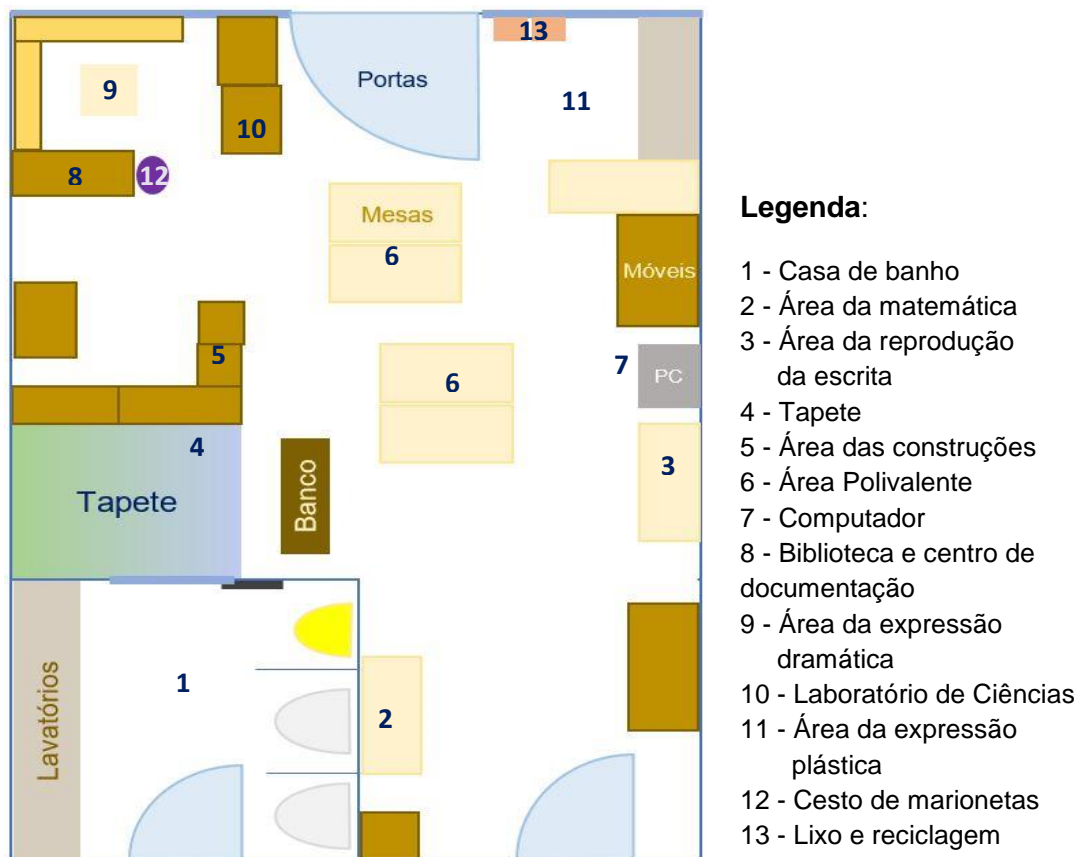 13
9
Portas
11
10
8
12
Mesas
6
Móveis
5
7
PC
6
4
3
Tapete
Banco
1
Lavatórios
2
Legenda:
1 - Casa de banho
2 - Área da matemática
3 - Área da reprodução
da escrita
4 - Tapete
5 - Área das construções
6 - Área Polivalente
7 - Computador
8 - Biblioteca e centro de
documentação
9 - Área da expressão
dramática
10 - Laboratório de Ciências
11 - Área da expressão
plástica
12 - Cesto de marionetas
13 - Lixo e reciclagem